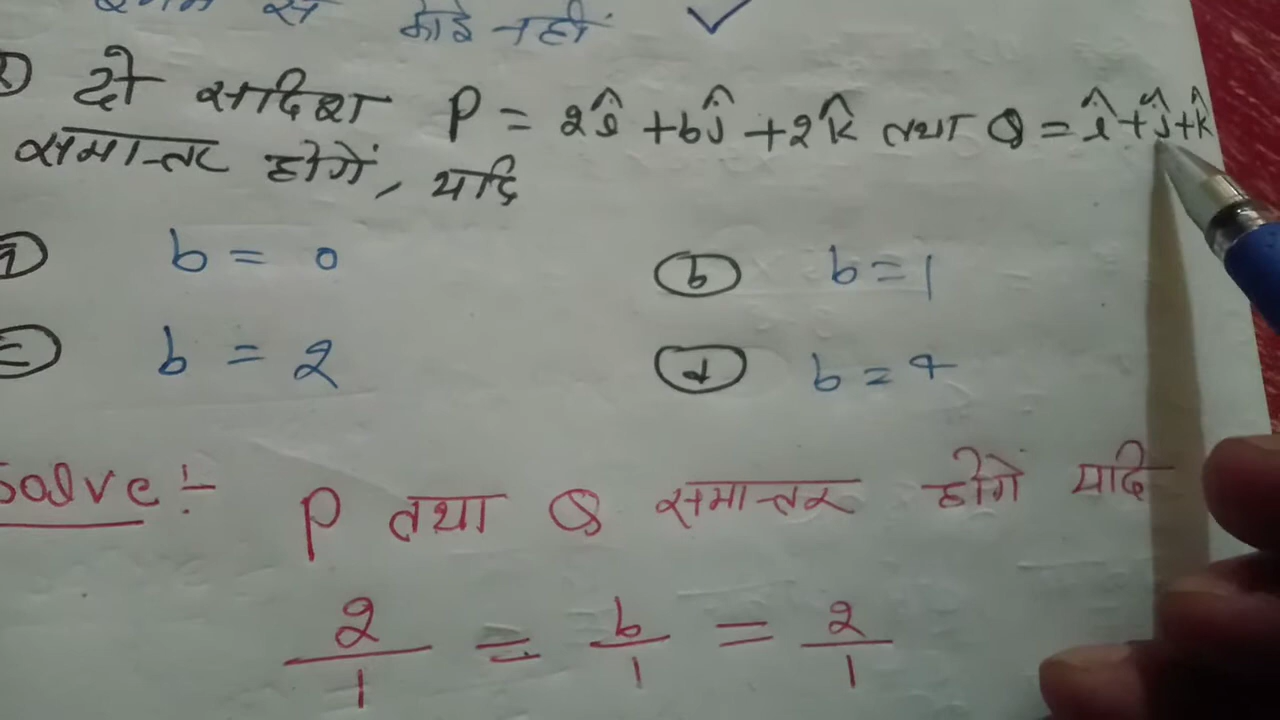 से कोई नहीं ✓
दो सदिश P = 2î + bĵ + 2k̂ तथा Q = î + ĵ + k̂
समान्तर होगें, यदि
b = 0
(b) b = 1
b = 2
(d) b = 4
Solve :-
P तथा Q समान्तर होगें यदि
2/1 = b/1 = 2/1